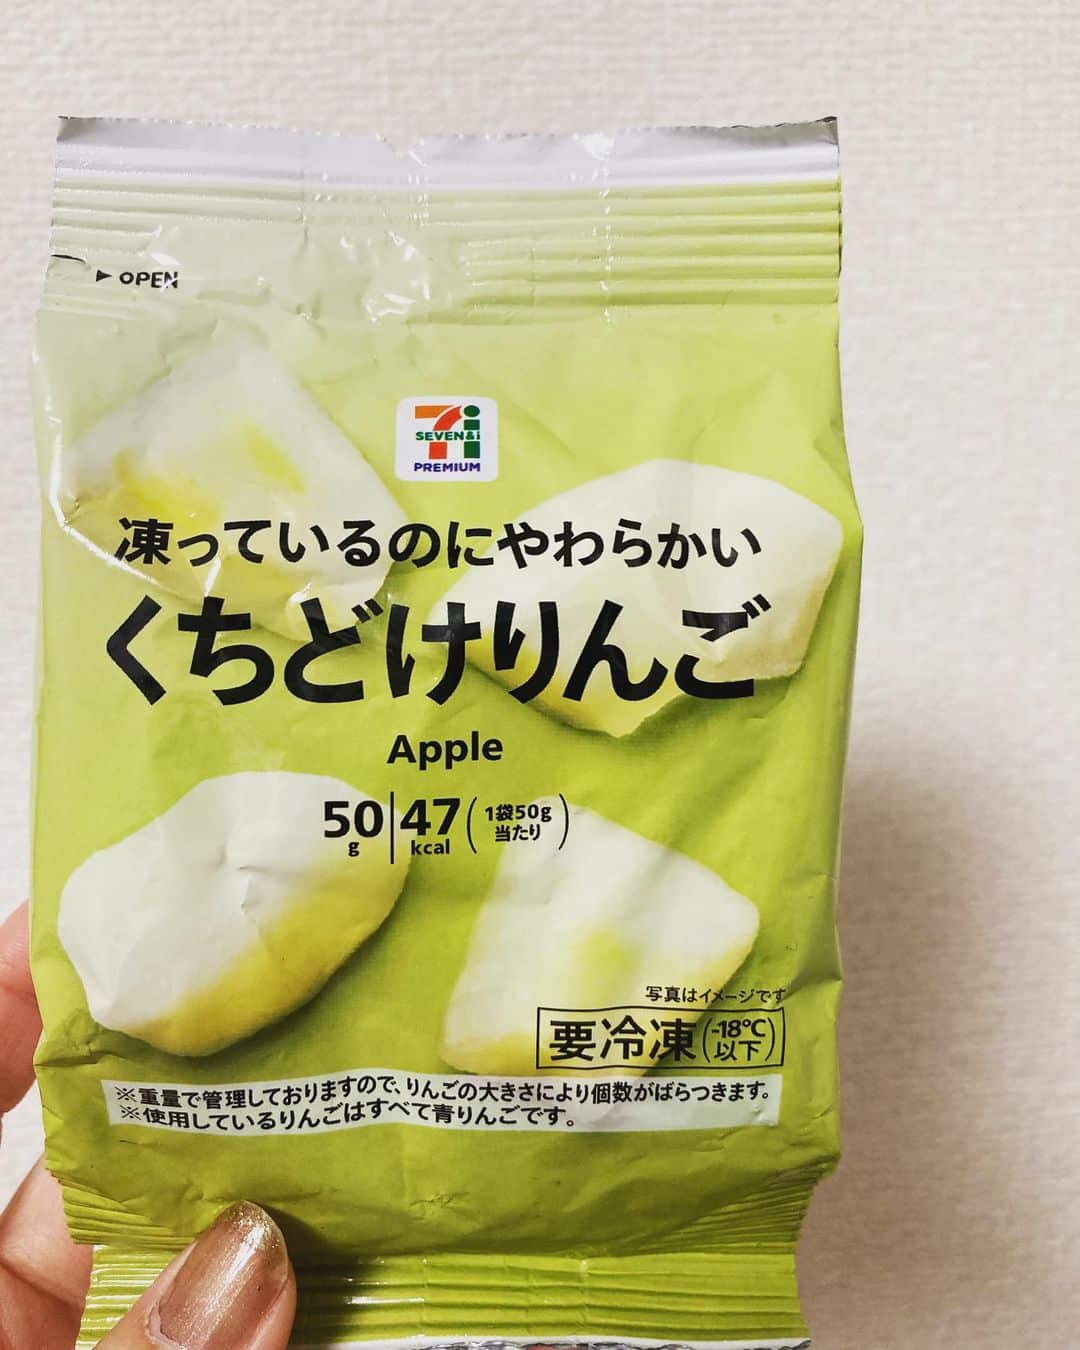 ▶ OPEN
SEVEN&i
PREMIUM
凍っているのにやわらかい
くちどけりんご
Apple
50g 47kcal (1袋50g当たり)
写真はイメージです
要冷凍(-18℃以下)
※重量で管理しておりますので、りんごの大きさにより個数がばらつきます。
※使用しているりんごはすべて青りんごです。